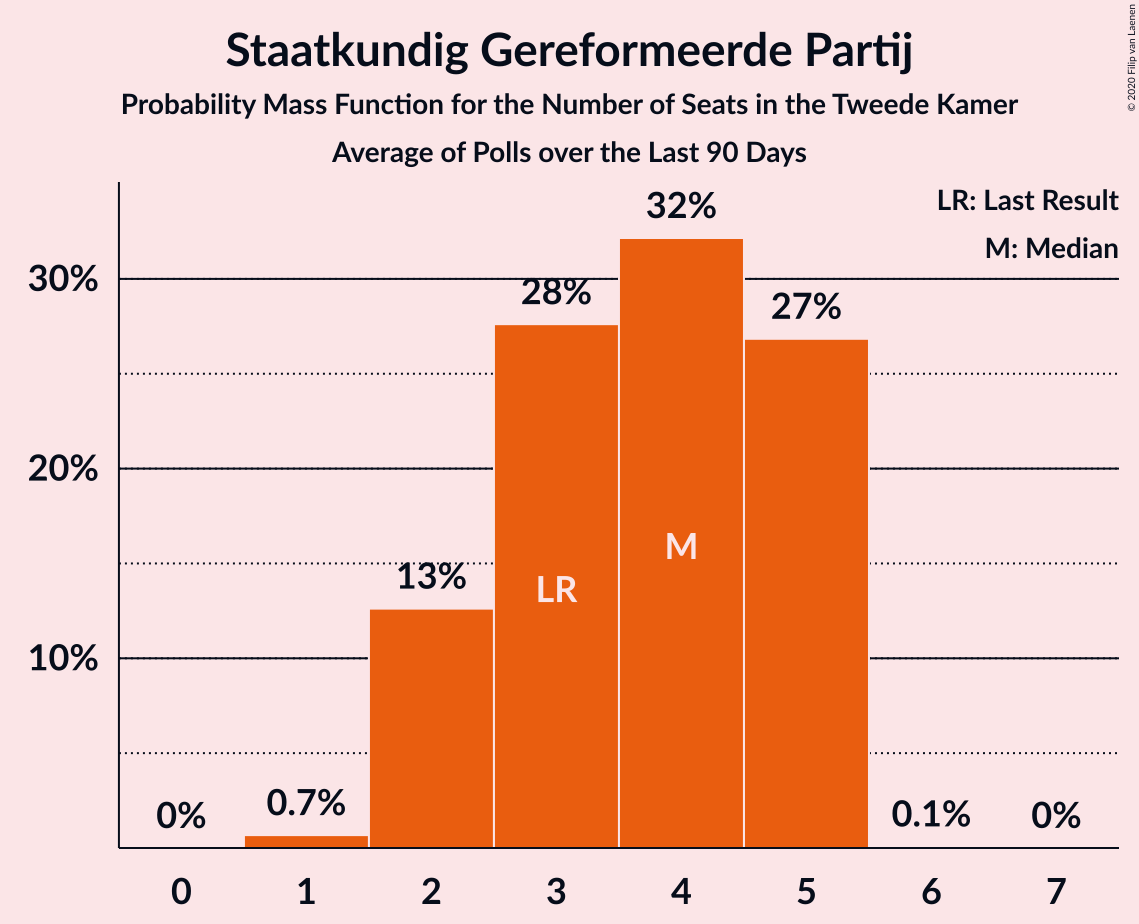 Staatkundig Gereformeerde Partij
Probability Mass Function for the Number of Seats in the Tweede Kamer
Average of Polls over the Last 90 Days
© 2020 Filip van Laenen
LR: Last Result
M: Median
30%
20%
10%
0%
0.7%
13%
28%
32%
27%
0.1%
0%
LR
M
0 1 2 3 4 5 6 7